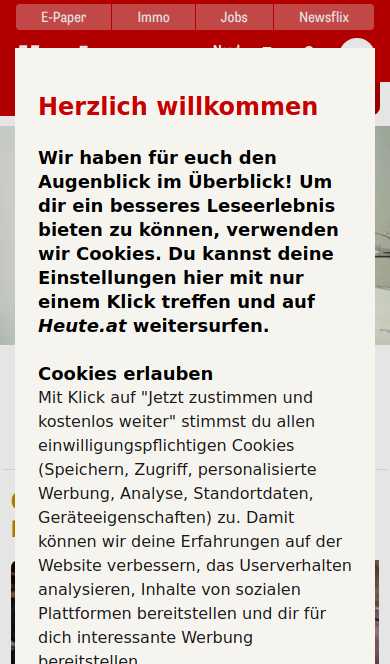 E-Paper
Immo
Jobs
Newsflix
Herzlich willkommen
Wir haben für euch den
Augenblick im Überblick! Um
dir ein besseres Leseerlebnis
bieten zu können, verwenden
wir Cookies. Du kannst deine
Einstellungen hier mit nur
einem Klick treffen und auf
Heute.at weitersurfen.
Cookies erlauben
Mit Klick auf "Jetzt zustimmen und
kostenlos weiter" stimmst du allen
einwilligungspflichtigen Cookies
(Speichern, Zugriff, personalisierte
Werbung, Analyse, Standortdaten,
Geräteeigenschaften) zu. Damit
können wir deine Erfahrungen auf der
Website verbessern, das Userverhalten
analysieren, Inhalte von sozialen
Plattformen bereitstellen und dir für
dich interessante Werbung
bereitstellen